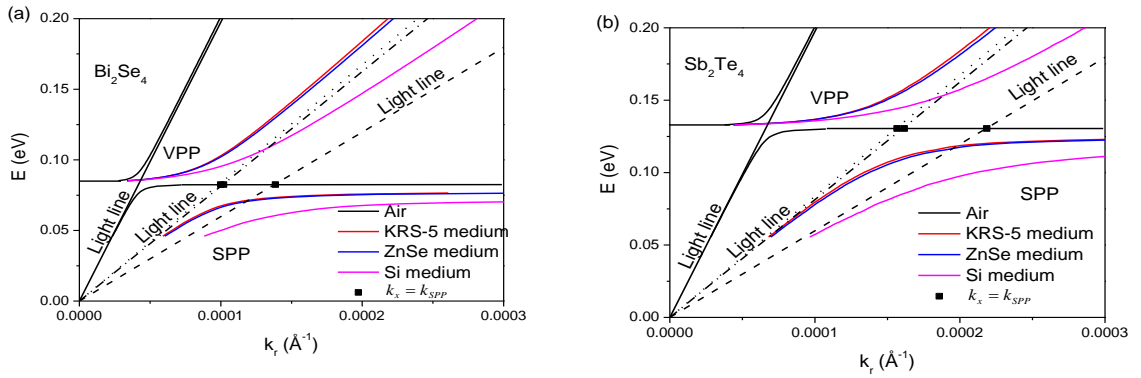 (a)
0.20
0.15
0.10
0.05
0.00
E (eV)
Bi₂Se₄
VPP
Light line
Light line
Light line
SPP
Air
KRS-5 medium
ZnSe medium
Si medium
kₓ = k_SPP
0.0000
0.0001
0.0002
0.0003
k_r (Å⁻¹)
(b)
0.20
0.15
0.10
0.05
0.00
E (eV)
Sb₂Te₄
VPP
Light line
Light line
Light line
SPP
Air
KRS-5 medium
ZnSe medium
Si medium
kₓ = k_SPP
0.0000
0.0001
0.0002
0.0003
k_r (Å⁻¹)